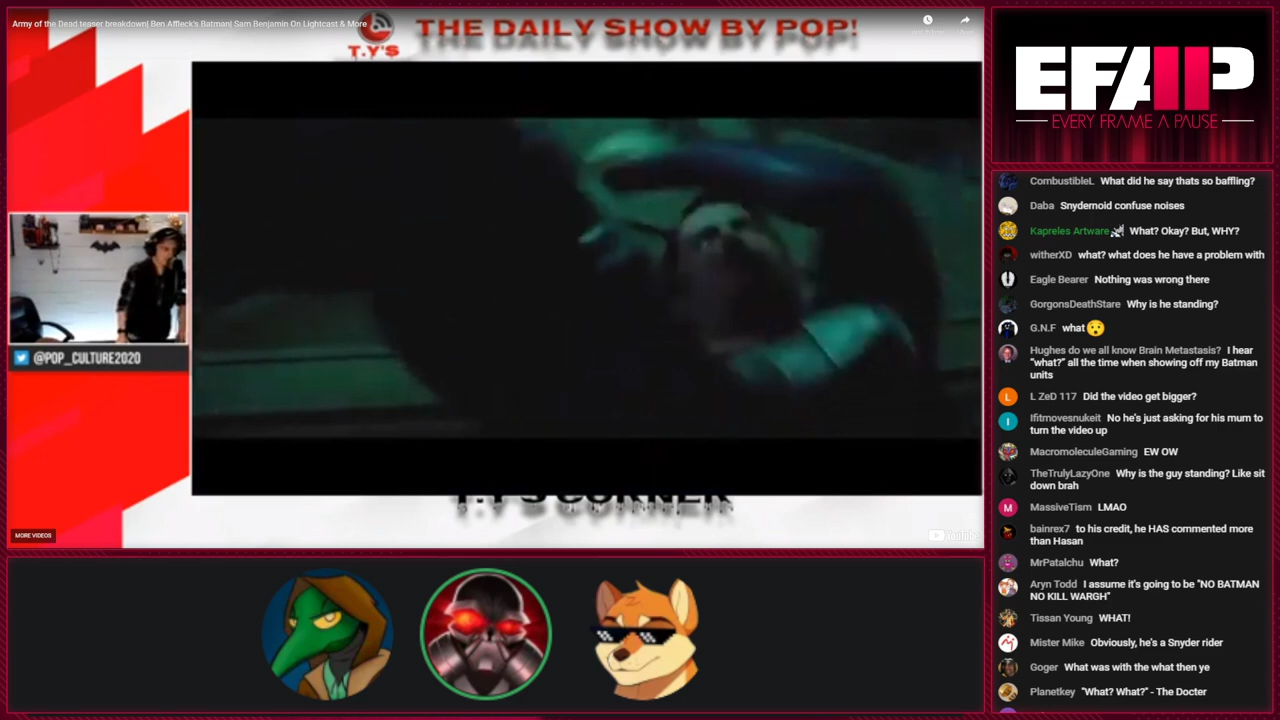 Army of the Dead teaser breakdown| Ben Affleck's Batman| Sam Benjamin On Lightcast & More
T.Y'S
THE DAILY SHOW BY POP!
@POP_CULTURE2020
T.Y'S CORNER
MORE VIDEOS
YouTube
EFAP
EVERY FRAME A PAUSE
CombustibleL What did he say thats so baffling?
Daba Snydernoid confuse noises
Kapreles Artware What? Okay? But, WHY?
witherXD what? what does he have a problem with
Eagle Bearer Nothing was wrong there
GorgonsDeathStare Why is he standing?
G.N.F what 😯
Hughes do we all know Brain Metastasis? I hear
"what?" all the time when showing off my Batman
units
L ZeD 117 Did the video get bigger?
Ifitmovesnukeit No he's just asking for his mum to
turn the video up
MacromoleculeGaming EW OW
TheTrulyLazyOne Why is the guy standing? Like sit
down brah
MassiveTism LMAO
bainrex7 to his credit, he HAS commented more
than Hasan
MrPatalchu What?
Aryn Todd I assume it's going to be "NO BATMAN
NO KILL WARGH"
Tissan Young WHAT!
Mister Mike Obviously, he's a Snyder rider
Goger What was with the what then ye
Planetkey "What? What?" - The Docter